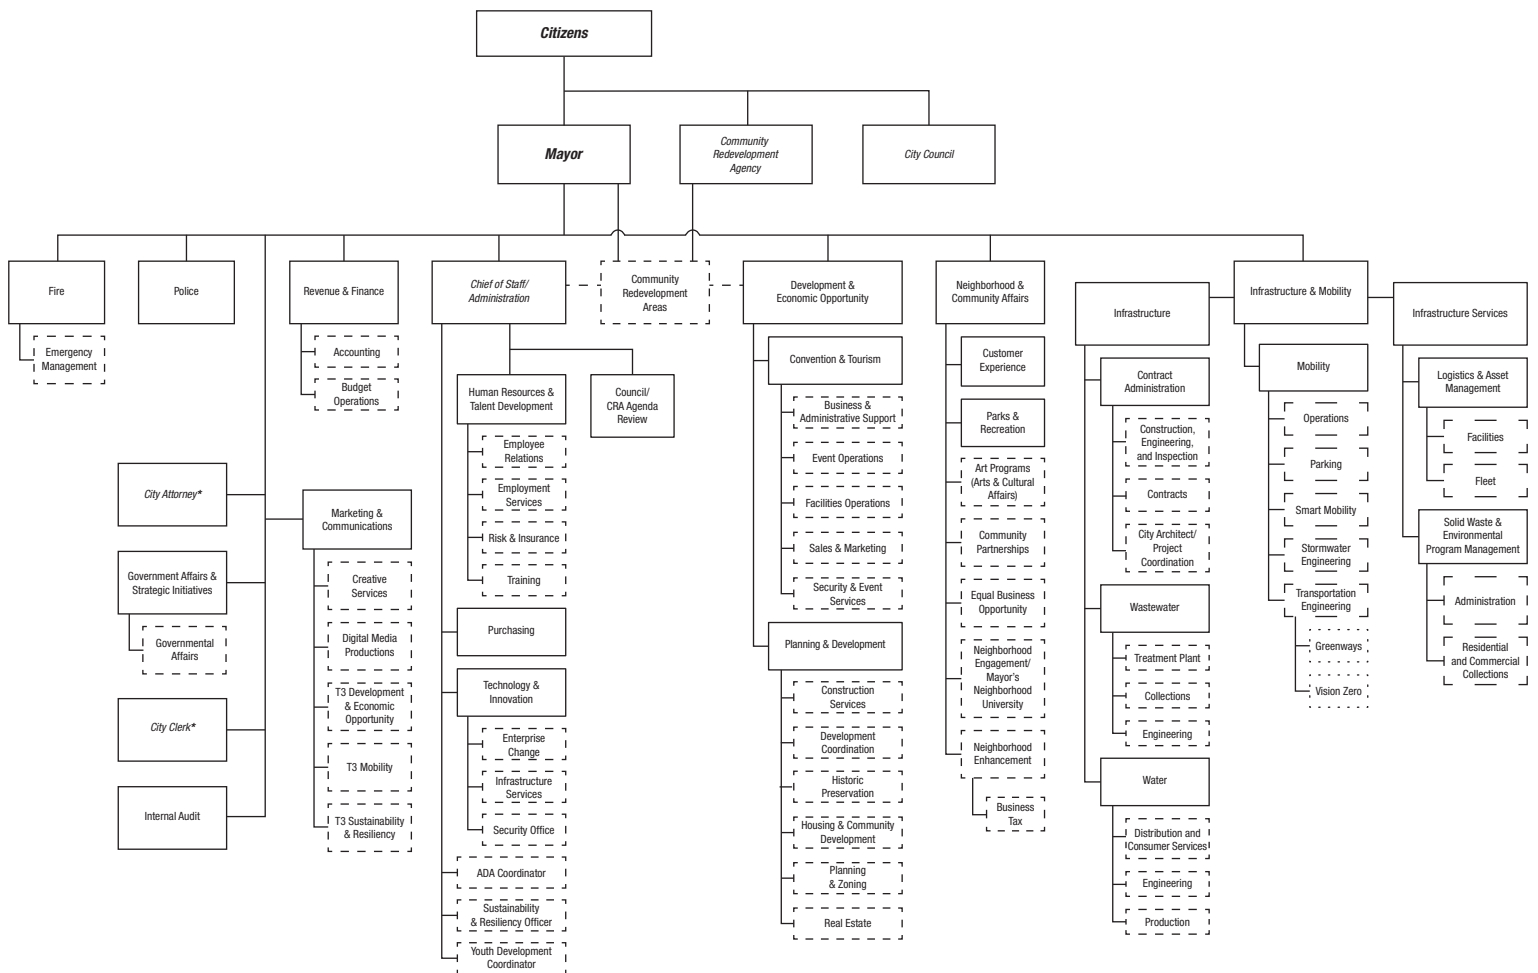 Citizens
Mayor
Community
Redevelopment
Agency
City Council
Fire
Emergency
Management
Police
Revenue & Finance
Accounting
Budget
Operations
Chief of Staff/
Administration
Community
Redevelopment
Areas
Development &
Economic Opportunity
Neighborhood &
Community Affairs
Infrastructure
Infrastructure & Mobility
Infrastructure Services
City Attorney*
Government Affairs &
Strategic Initiatives
Governmental
Affairs
City Clerk*
Internal Audit
Marketing &
Communications
Creative
Services
Digital Media
Productions
T3 Development
& Economic
Opportunity
T3 Mobility
T3 Sustainability
& Resiliency
Human Resources &
Talent Development
Employee
Relations
Employment
Services
Risk & Insurance
Training
Council/
CRA Agenda
Review
Purchasing
Technology &
Innovation
Enterprise
Change
Infrastructure
Services
Security Office
ADA Coordinator
Sustainability
& Resiliency Officer
Youth Development
Coordinator
Convention & Tourism
Business &
Administrative Support
Event Operations
Facilities Operations
Sales & Marketing
Security & Event
Services
Planning & Development
Construction
Services
Development
Coordination
Historic
Preservation
Housing & Community
Development
Planning
& Zoning
Real Estate
Customer
Experience
Parks &
Recreation
Art Programs
(Arts & Cultural
Affairs)
Community
Partnerships
Equal Business
Opportunity
Neighborhood
Engagement/
Mayor's
Neighborhood
University
Neighborhood
Enhancement
Business
Tax
Contract
Administration
Construction,
Engineering,
and Inspection
Contracts
City Architect/
Project
Coordination
Wastewater
Treatment Plant
Collections
Engineering
Water
Distribution and
Consumer Services
Engineering
Production
Mobility
Operations
Parking
Smart Mobility
Stormwater
Engineering
Transportation
Engineering
Greenways
Vision Zero
Logistics & Asset
Management
Facilities
Fleet
Solid Waste &
Environmental
Program Management
Administration
Residential
and Commercial
Collections